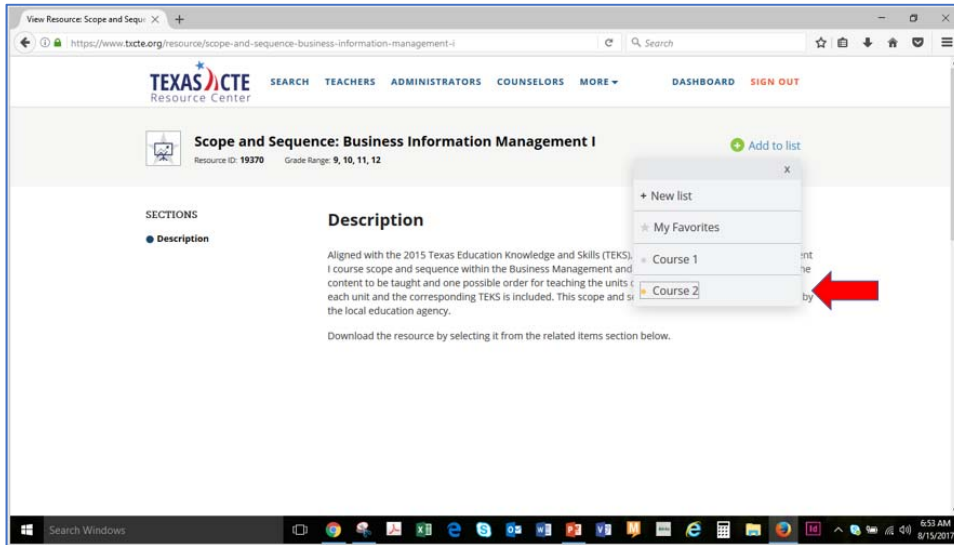 View Resource: Scope and Sequ
https://www.txcte.org/resource/scope-and-sequence-business-information-management-i
Search
TEXAS CTE
Resource Center
SEARCH TEACHERS ADMINISTRATORS COUNSELORS MORE
DASHBOARD SIGN OUT
Scope and Sequence: Business Information Management I
Resource ID: 19370 Grade Range: 9, 10, 11, 12
Add to list
x
+ New list
My Favorites
Course 1
Course 2
SECTIONS
Description
Description
Aligned with the 2015 Texas Education Knowledge and Skills (TEKS)
I course scope and sequence within the Business Management and
content to be taught and one possible order for teaching the units
each unit and the corresponding TEKS is included. This scope and
by
the local education agency.
Download the resource by selecting it from the related items section below.
Search Windows
6:53 AM
8/15/2017